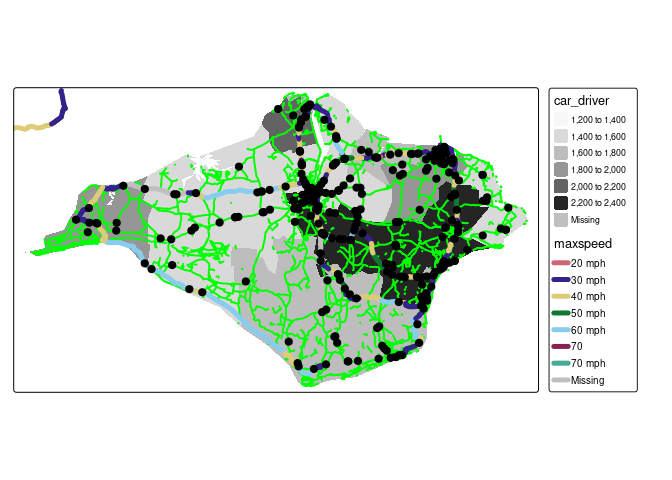 car_driver
1,200 to 1,400
1,400 to 1,600
1,600 to 1,800
1,800 to 2,000
2,000 to 2,200
2,200 to 2,400
Missing
maxspeed
20 mph
30 mph
40 mph
50 mph
60 mph
70
70 mph
Missing